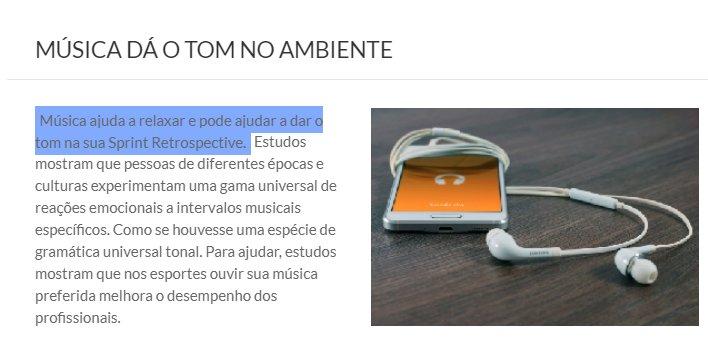 MÚSICA DÁ O TOM NO AMBIENTE
Música ajuda a relaxar e pode ajudar a dar o
tom na sua Sprint Retrospective. Estudos
mostram que pessoas de diferentes épocas e
culturas experimentam uma gama universal de
reações emocionais a intervalos musicais
específicos. Como se houvesse uma espécie de
gramática universal tonal. Para ajudar, estudos
mostram que nos esportes ouvir sua música
preferida melhora o desempenho dos
profissionais.